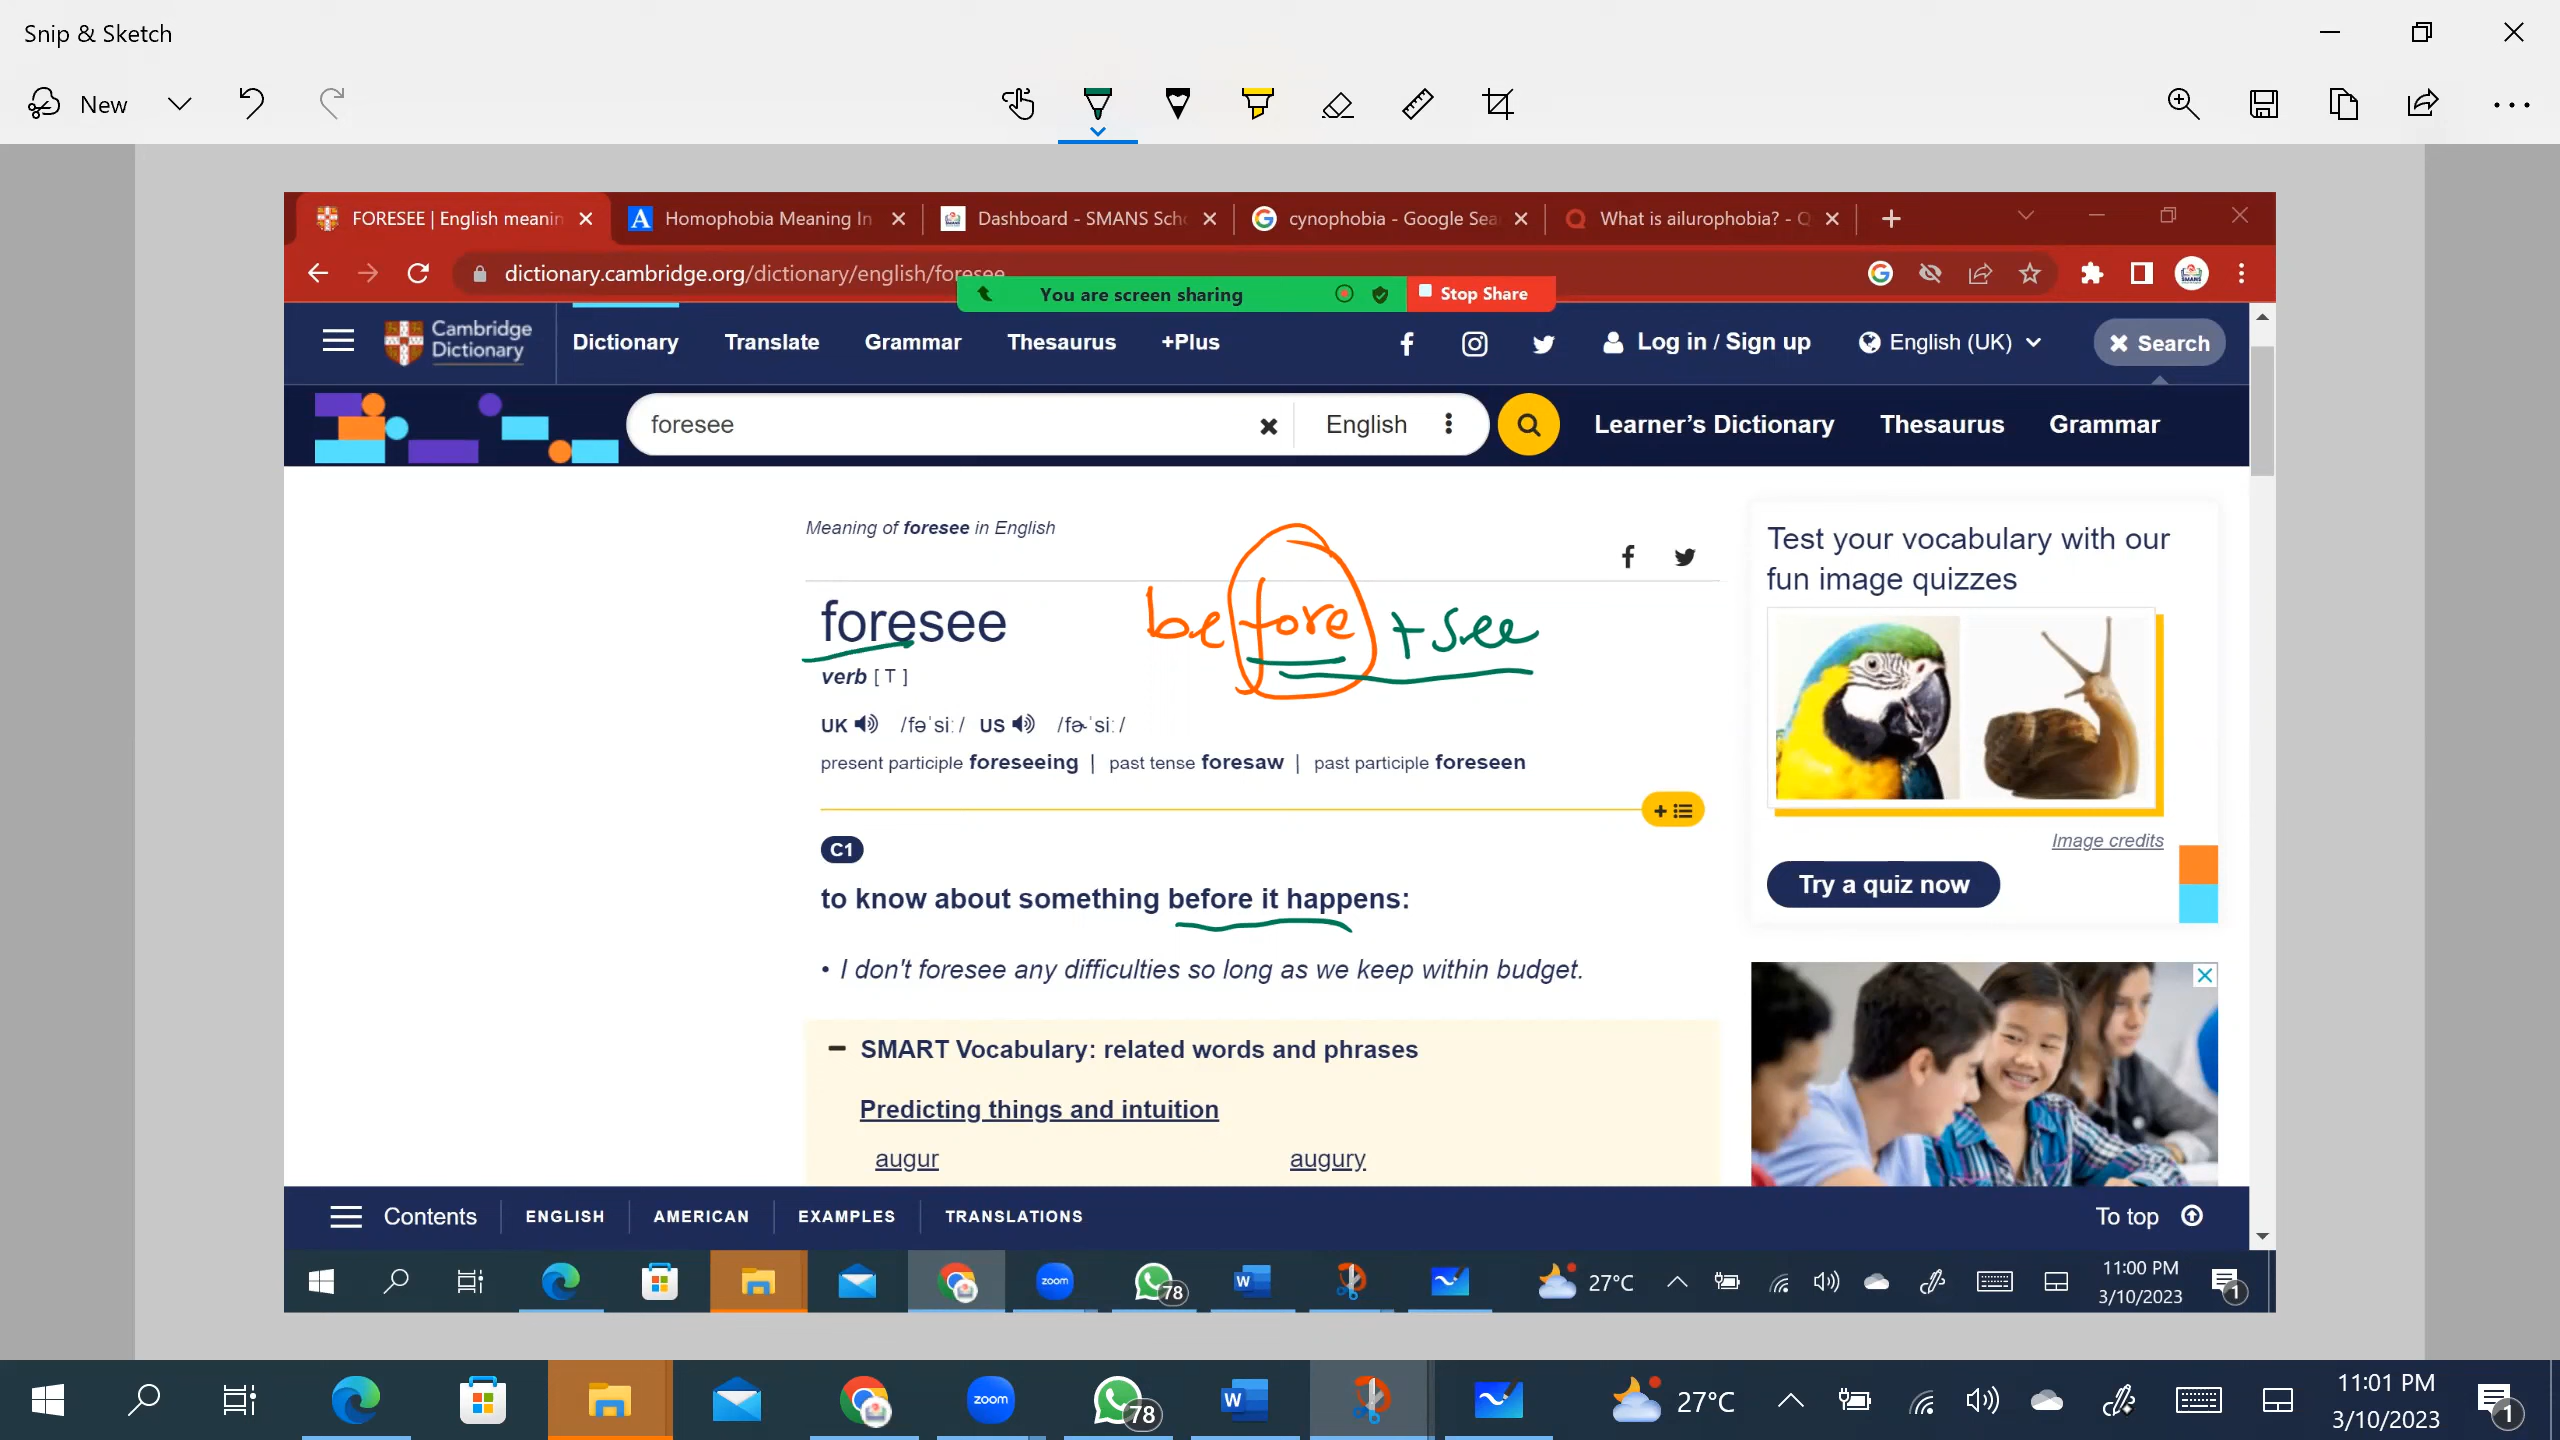 Snip & Sketch
New
FORESEE | English meanin
Homophobia Meaning In
Dashboard - SMANS Scho
cynophobia - Google Sea
What is ailurophobia? - Q
dictionary.cambridge.org/dictionary/english/foresee
You are screen sharing
Stop Share
Cambridge
Dictionary
Dictionary Translate Grammar Thesaurus +Plus
Log in / Sign up English (UK) Search
foresee English
Learner's Dictionary Thesaurus Grammar
Meaning of foresee in English
foresee
before + see
verb [ T ]
UK /fəˈsiː/ US /fɚˈsiː/
present participle foreseeing | past tense foresaw | past participle foreseen
C1
to know about something before it happens:
• I don't foresee any difficulties so long as we keep within budget.
SMART Vocabulary: related words and phrases
Predicting things and intuition
augur augury
Test your vocabulary with our
fun image quizzes
Image credits
Try a quiz now
Contents ENGLISH AMERICAN EXAMPLES TRANSLATIONS To top
zoom 78 W 27°C 11:00 PM
3/10/2023 1
zoom 78 W 27°C 11:01 PM
3/10/2023 1